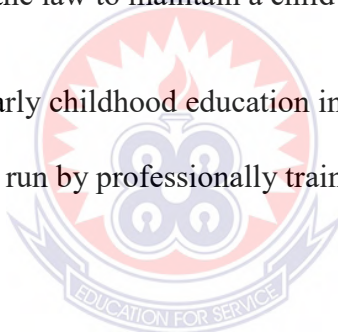 the law to maintain a child
arly childhood education in
run by professionally train
EDUCATION FOR SERVICE